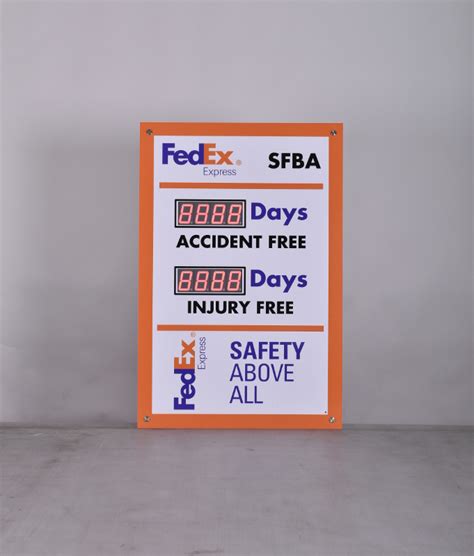 FedEx® SFBA
Express
8888 Days
ACCIDENT FREE
8888 Days
INJURY FREE
FedEx®
Express
SAFETY
ABOVE
ALL